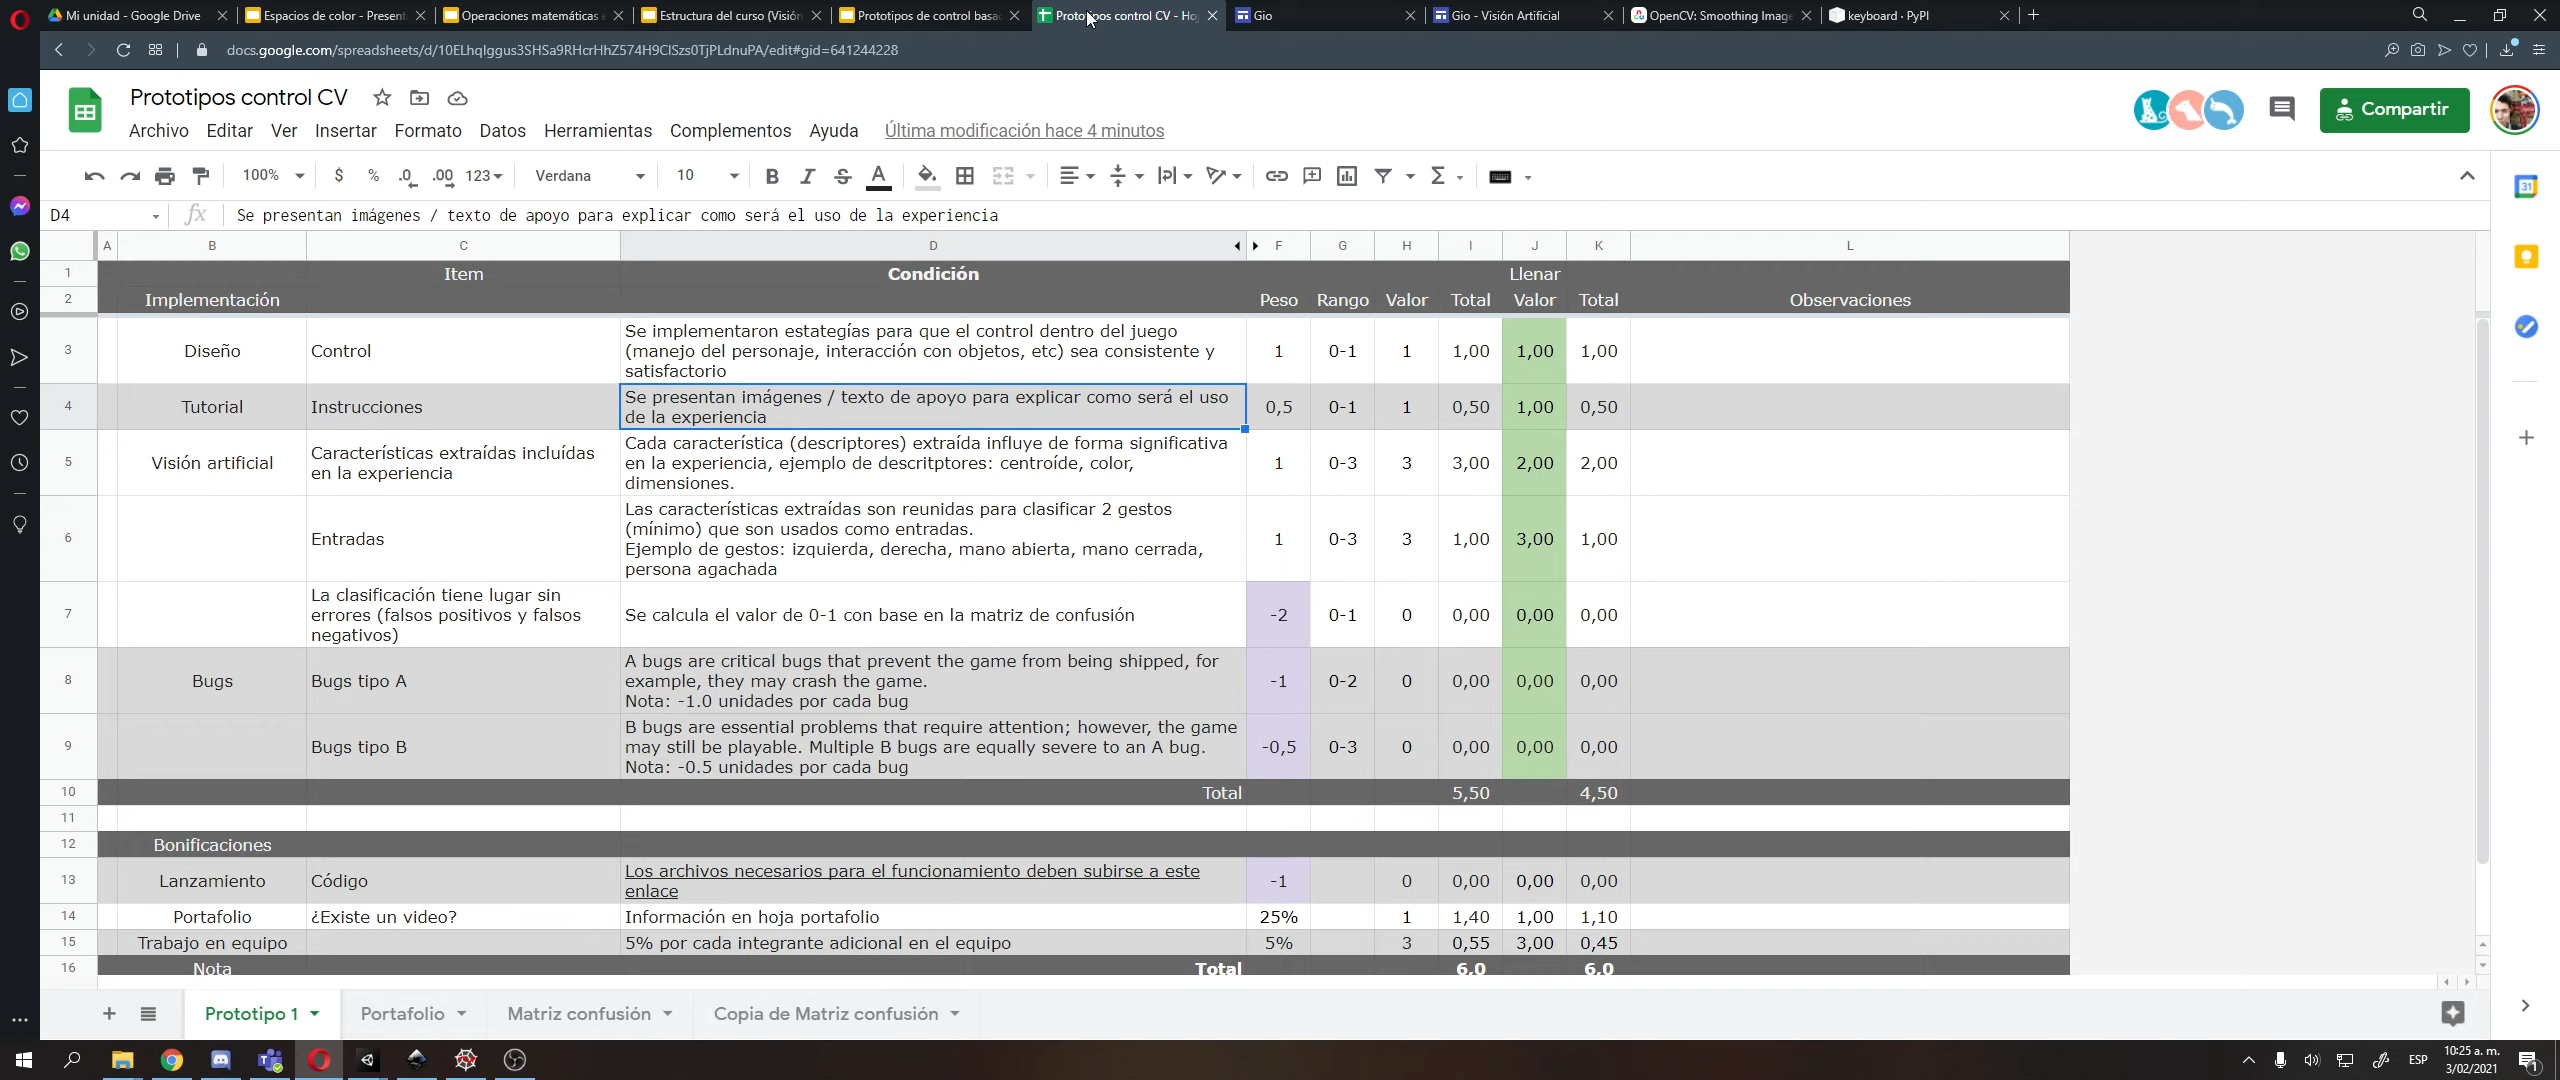 Mi unidad - Google Drive
Espacios de color - Present
Operaciones matemáticas e
Estructura del curso (Visión
Prototipos de control basa
Prototipos control CV - Ho
Gio
Gio - Visión Artificial
OpenCV: Smoothing Image
keyboard · PyPI
docs.google.com/spreadsheets/d/10ELhqIggus3SHSa9RHcrHhZ574H9ClSzs0TjPLdnuPA/edit#gid=641244228
Prototipos control CV
Archivo Editar Ver Insertar Formato Datos Herramientas Complementos Ayuda Última modificación hace 4 minutos
Compartir
100% $ % .0 .00 123 Verdana 10 B I S A
31
D4 fx Se presentan imágenes / texto de apoyo para explicar como será el uso de la experiencia
A B C D F G H I J K L
1 Item Condición Llenar
2 Implementación Peso Rango Valor Total Valor Total Observaciones
3 Diseño Control
Se implementaron estategías para que el control dentro del juego
(manejo del personaje, interacción con objetos, etc) sea consistente y
satisfactorio
1 0-1 1 1,00 1,00 1,00
4 Tutorial Instrucciones
Se presentan imágenes / texto de apoyo para explicar como será el uso
de la experiencia
0,5 0-1 1 0,50 1,00 0,50
5 Visión artificial
Características extraídas incluídas
en la experiencia
Cada característica (descriptores) extraída influye de forma significativa
en la experiencia, ejemplo de descritptores: centroíde, color,
dimensiones.
1 0-3 3 3,00 2,00 2,00
6 Entradas
Las características extraídas son reunidas para clasificar 2 gestos
(mínimo) que son usados como entradas.
Ejemplo de gestos: izquierda, derecha, mano abierta, mano cerrada,
persona agachada
1 0-3 3 1,00 3,00 1,00
7
La clasificación tiene lugar sin
errores (falsos positivos y falsos
negativos)
Se calcula el valor de 0-1 con base en la matriz de confusión
-2 0-1 0 0,00 0,00 0,00
8 Bugs Bugs tipo A
A bugs are critical bugs that prevent the game from being shipped, for
example, they may crash the game.
Nota: -1.0 unidades por cada bug
-1 0-2 0 0,00 0,00 0,00
9 Bugs tipo B
B bugs are essential problems that require attention; however, the game
may still be playable. Multiple B bugs are equally severe to an A bug.
Nota: -0.5 unidades por cada bug
-0,5 0-3 0 0,00 0,00 0,00
10 Total 5,50 4,50
11
12 Bonificaciones
13 Lanzamiento Código
Los archivos necesarios para el funcionamiento deben subirse a este
enlace
-1 0 0,00 0,00 0,00
14 Portafolio ¿Existe un video? Información en hoja portafolio 25% 1 1,40 1,00 1,10
15 Trabajo en equipo 5% por cada integrante adicional en el equipo 5% 3 0,55 3,00 0,45
16 Nota Total 6,0 6,0
Prototipo 1 Portafolio Matriz confusión Copia de Matriz confusión
ESP
10:25 a. m.
3/02/2021
1